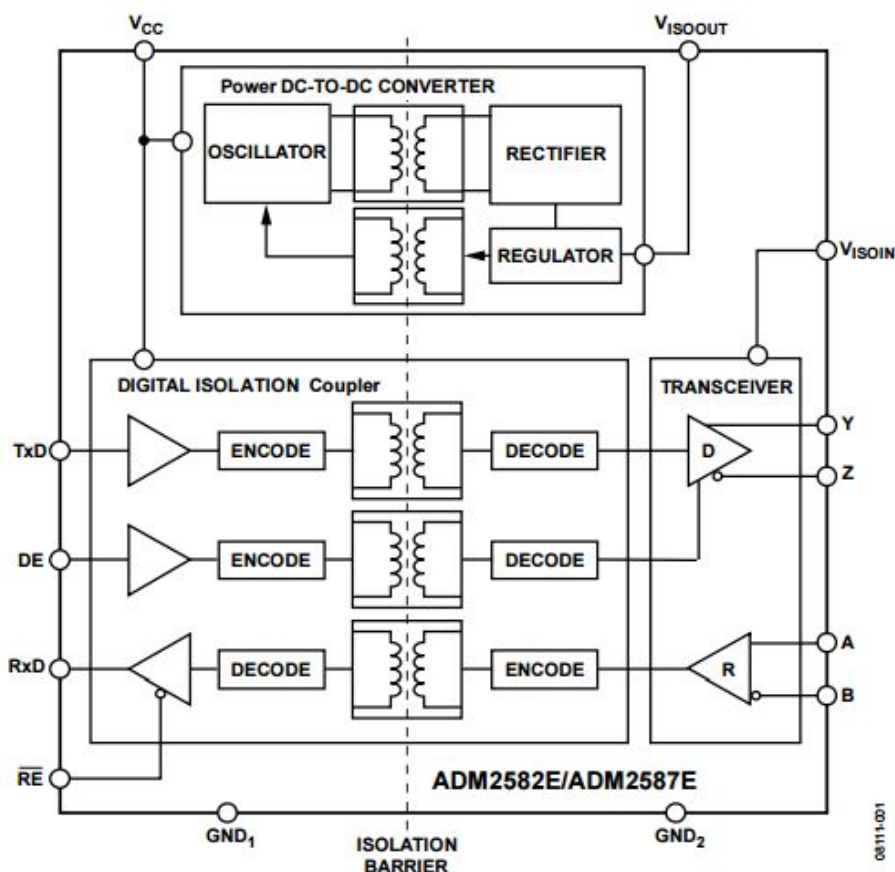 VCC
VISOOUT
Power DC-TO-DC CONVERTER
OSCILLATOR
RECTIFIER
REGULATOR
VISOIN
DIGITAL ISOLATION Coupler
TRANSCEIVER
TxD
ENCODE
DECODE
D
Y
Z
DE
ENCODE
DECODE
RxD
DECODE
ENCODE
R
A
B
RE
ADM2582E/ADM2587E
GND1
GND2
ISOLATION
BARRIER
08111-001